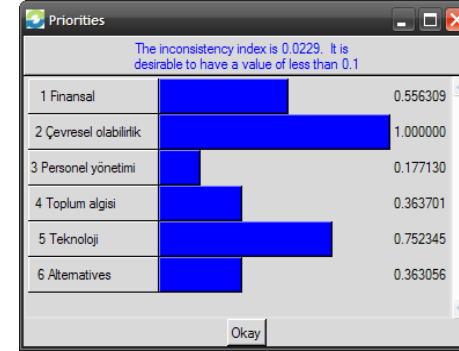 Priorities
The inconsistency index is 0.0229. It is
desirable to have a value of less than 0.1
1 Finansal 0.556309
2 Çevresel olabilirlik 1.000000
3 Personel yönetimi 0.177130
4 Toplum algisi 0.363701
5 Teknoloji 0.752345
6 Alternatives 0.363056
Okay